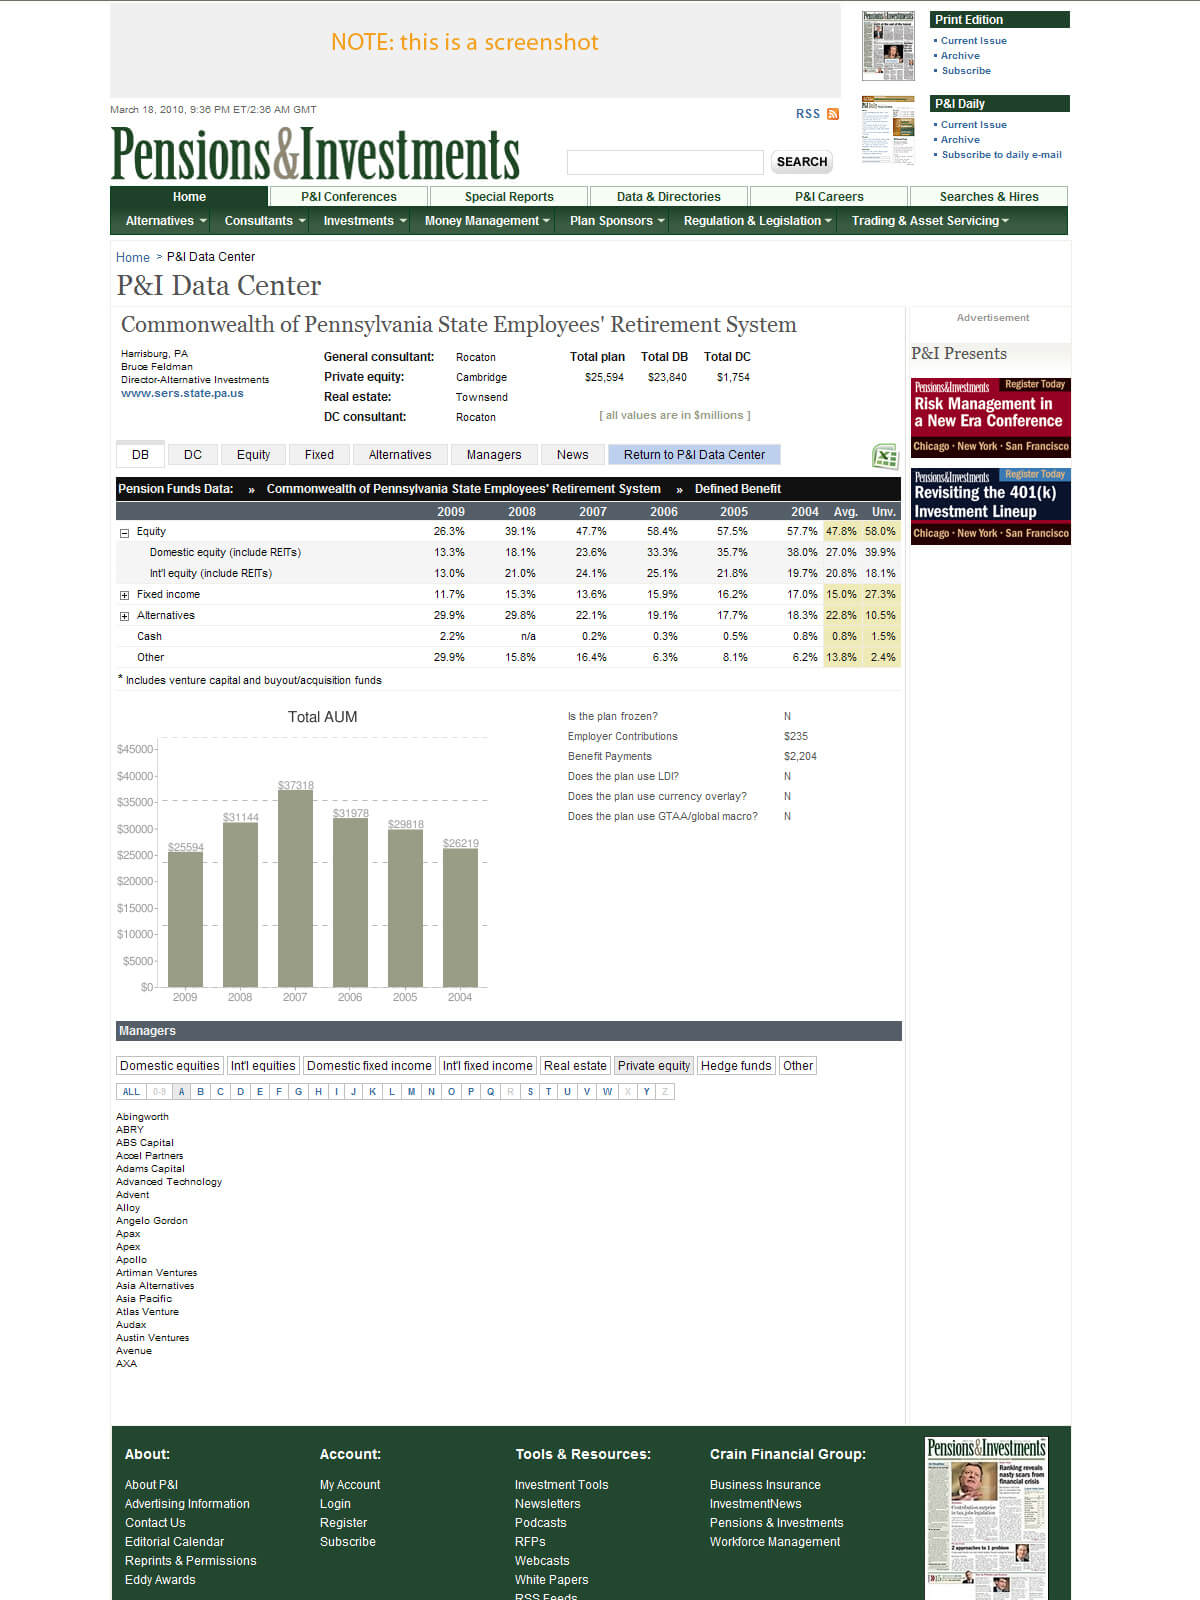 NOTE: this is a screenshot
Print Edition
Current Issue
Archive
Subscribe
March 18, 2010, 9:36 PM ET/2:36 AM GMT
RSS
P&I Daily
Current Issue
Archive
Subscribe to daily e-mail
Pensions&Investments
SEARCH
Home P&I Conferences Special Reports Data & Directories P&I Careers Searches & Hires
Alternatives Consultants Investments Money Management Plan Sponsors Regulation & Legislation Trading & Asset Servicing
Home > P&I Data Center
P&I Data Center
Commonwealth of Pennsylvania State Employees' Retirement System
Harrisburg, PA
Bruce Feldman
Director-Alternative Investments
www.sers.state.pa.us
General consultant: Rocaton
Private equity: Cambridge
Real estate: Townsend
DC consultant: Rocaton
Total plan Total DB Total DC
$25,594 $23,840 $1,754
[ all values are in $millions ]
Advertisement
P&I Presents
Pensions&Investments Register Today
Risk Management in
a New Era Conference
Chicago · New York · San Francisco
Pensions&Investments Register Today
Revisiting the 401(k)
Investment Lineup
Chicago · New York · San Francisco
DB DC Equity Fixed Alternatives Managers News Return to P&I Data Center
Pension Funds Data: » Commonwealth of Pennsylvania State Employees' Retirement System » Defined Benefit
2009 2008 2007 2006 2005 2004 Avg. Unv.
Equity 26.3% 39.1% 47.7% 58.4% 57.5% 57.7% 47.8% 58.0%
Domestic equity (include REITs) 13.3% 18.1% 23.6% 33.3% 35.7% 38.0% 27.0% 39.9%
Int'l equity (include REITs) 13.0% 21.0% 24.1% 25.1% 21.8% 19.7% 20.8% 18.1%
Fixed income 11.7% 15.3% 13.6% 15.9% 16.2% 17.0% 15.0% 27.3%
Alternatives 29.9% 29.8% 22.1% 19.1% 17.7% 18.3% 22.8% 10.5%
Cash 2.2% n/a 0.2% 0.3% 0.5% 0.8% 0.8% 1.5%
Other 29.9% 15.8% 16.4% 6.3% 8.1% 6.2% 13.8% 2.4%
* Includes venture capital and buyout/acquisition funds
Total AUM
$45000
$40000
$35000
$30000
$25000
$20000
$15000
$10000
$5000
$0
$25594 $31144 $37318 $31978 $29818 $26219
2009 2008 2007 2006 2005 2004
Is the plan frozen? N
Employer Contributions $235
Benefit Payments $2,204
Does the plan use LDI? N
Does the plan use currency overlay? N
Does the plan use GTAA/global macro? N
Managers
Domestic equities Int'l equities Domestic fixed income Int'l fixed income Real estate Private equity Hedge funds Other
ALL 0-9 A B C D E F G H I J K L M N O P Q R S T U V W X Y Z
Abingworth
ABRY
ABS Capital
Accel Partners
Adams Capital
Advanced Technology
Advent
Alloy
Angelo Gordon
Apax
Apex
Apollo
Artiman Ventures
Asia Alternatives
Asia Pacific
Atlas Venture
Audax
Austin Ventures
Avenue
AXA
About:
About P&I
Advertising Information
Contact Us
Editorial Calendar
Reprints & Permissions
Eddy Awards
Account:
My Account
Login
Register
Subscribe
Tools & Resources:
Investment Tools
Newsletters
Podcasts
RFPs
Webcasts
White Papers
RSS Feeds
Crain Financial Group:
Business Insurance
InvestmentNews
Pensions & Investments
Workforce Management
Pensions&Investments
Ranking reveals
nasty scars from
financial crisis
2 approaches to 1 problem